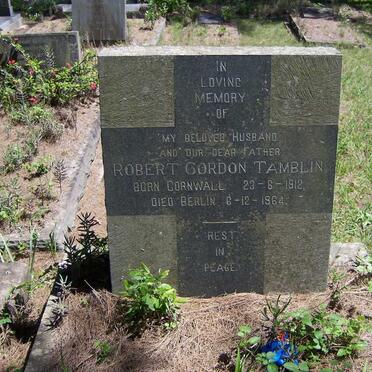 IN
LOVING
MEMORY
OF
MY BELOVED HUSBAND
AND OUR DEAR FATHER
ROBERT GORDON TAMBLIN
BORN CORNWALL 23-6-1912
DIED BERLIN 6-12-1964
REST
IN
PEACE